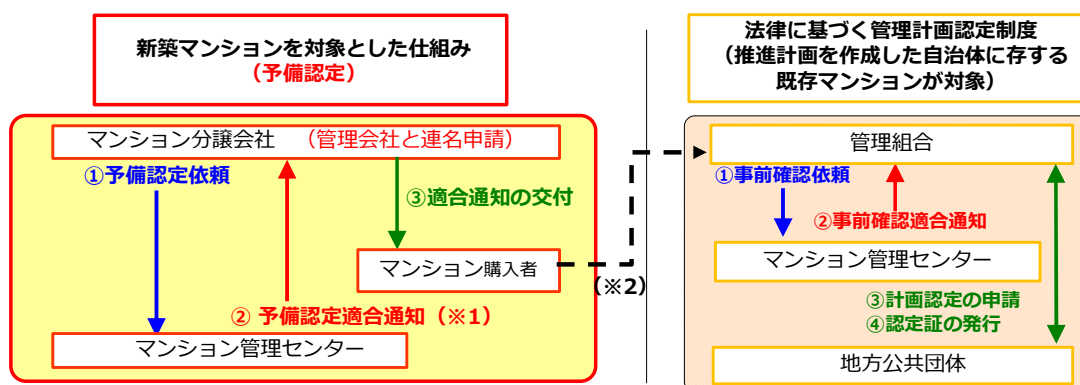 新築マンションを対象とした仕組み
（予備認定）
マンション分譲会社 （管理会社と連名申請）
①予備認定依頼
③適合通知の交付
マンション購入者
（※2）
② 予備認定適合通知（※1）
マンション管理センター
法律に基づく管理計画認定制度
（推進計画を作成した自治体に存する
既存マンションが対象）
管理組合
①事前確認依頼
②事前確認適合通知
マンション管理センター
③計画認定の申請
④認定証の発行
地方公共団体